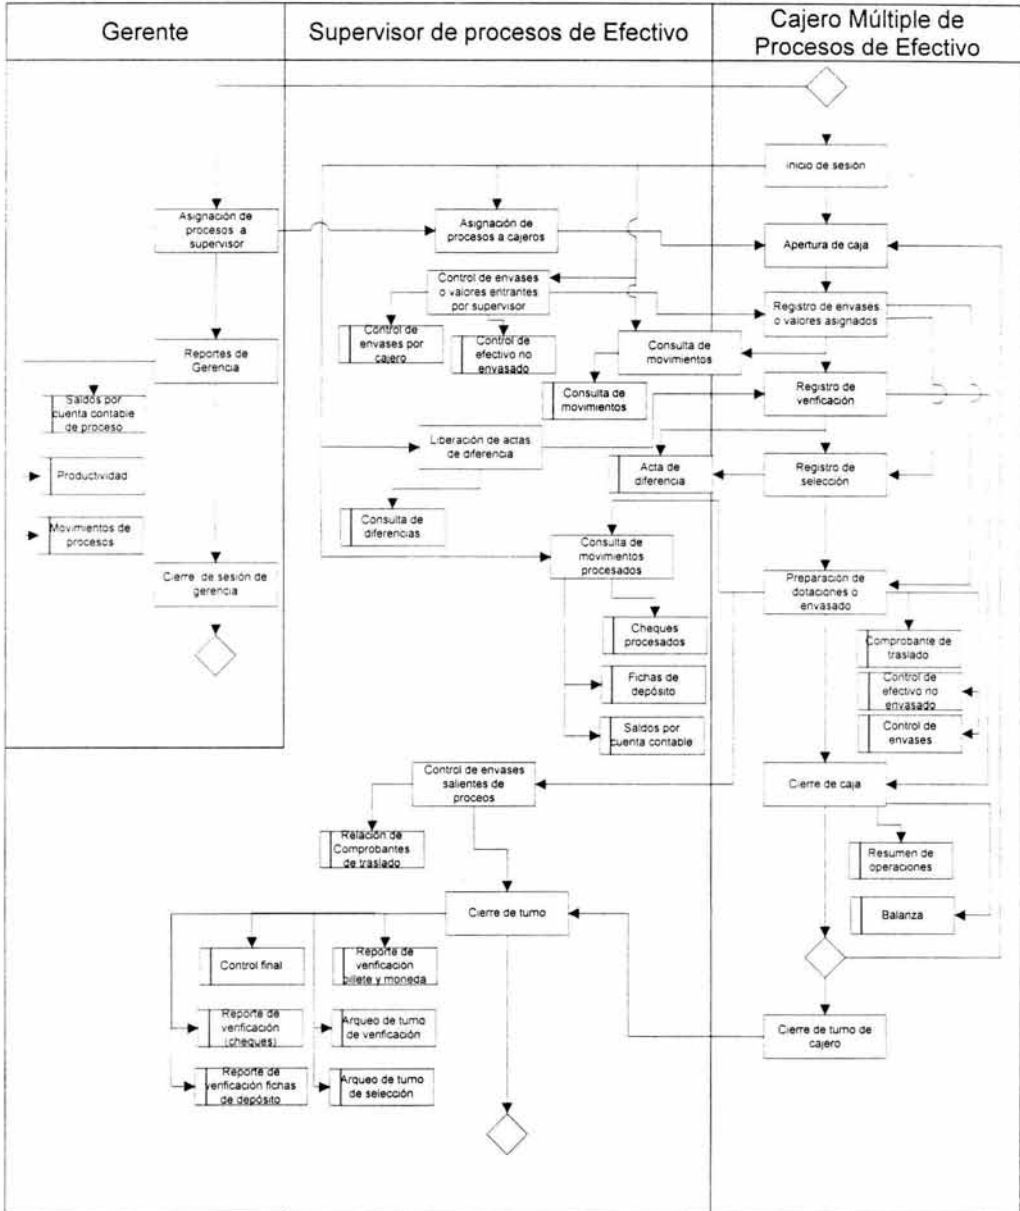 Gerente
Supervisor de procesos de Efectivo
Cajero Múltiple de
Procesos de Efectivo
Inicio de sesión
Asignación de
procesos a
supervisor
Asignación de
procesos a cajeros
Apertura de caja
Control de envases
o valores entrantes
por supervisor
Registro de envases
o valores asignados
Control de
envases por
cajero
Control de
efectivo no
envasado
Consulta de
movimientos
Reportes de
Gerencia
Consulta de
movimientos
Registro de
verificación
Saldos por
cuenta contable
de proceso
Liberación de actas
de diferencia
Acta de
diferencia
Registro de
selección
Productividad
Movimientos de
procesos
Consulta de
diferencias
Consulta de
movimientos
procesados
Cierre de sesión de
gerencia
Preparación de
dotaciones o
envasado
Cheques
procesados
Comprobante de
traslado
Fichas de
depósito
Control de
efectivo no
envasado
Saldos por
cuenta contable
Control de
envases
Control de envases
salientes de
proceos
Cierre de caja
Relación de
Comprobantes
de traslado
Resumen de
operaciones
Cierre de turno
Balanza
Control final
Reporte de
verificación
billete y moneda
Reporte de
verificación
(cheques)
Arqueo de turno
de verificación
Cierre de turno de
cajero
Reporte de
verificación fichas
de depósito
Arqueo de turno
de selección